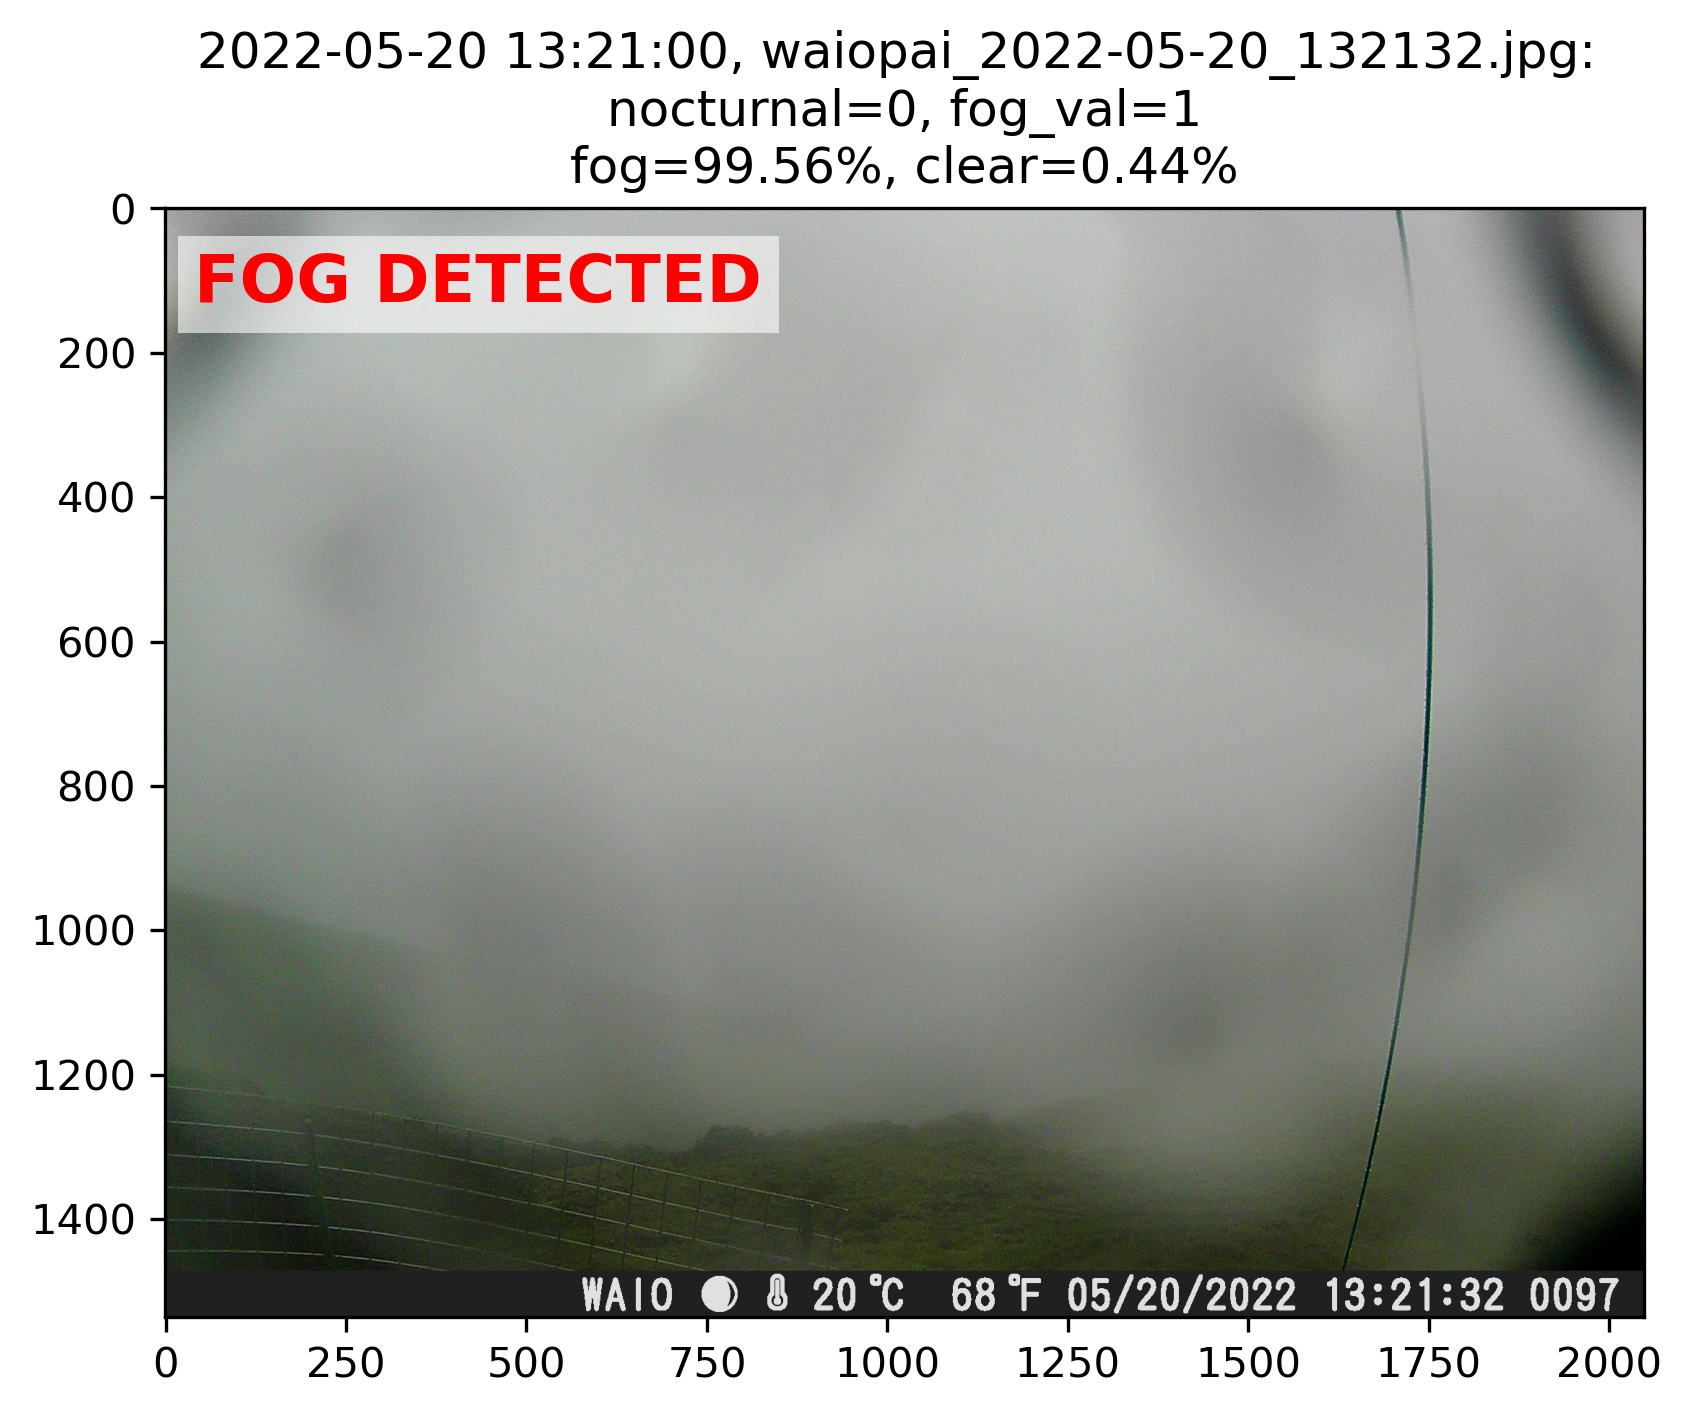 2022-05-20 13:21:00, waiopai_2022-05-20_132132.jpg:
nocturnal=0, fog_val=1
fog=99.56%, clear=0.44%
FOG DETECTED
0
200
400
600
800
1000
1200
1400
WAIO 20°C 68°F 05/20/2022 13:21:32 0097
0 250 500 750 1000 1250 1500 1750 2000